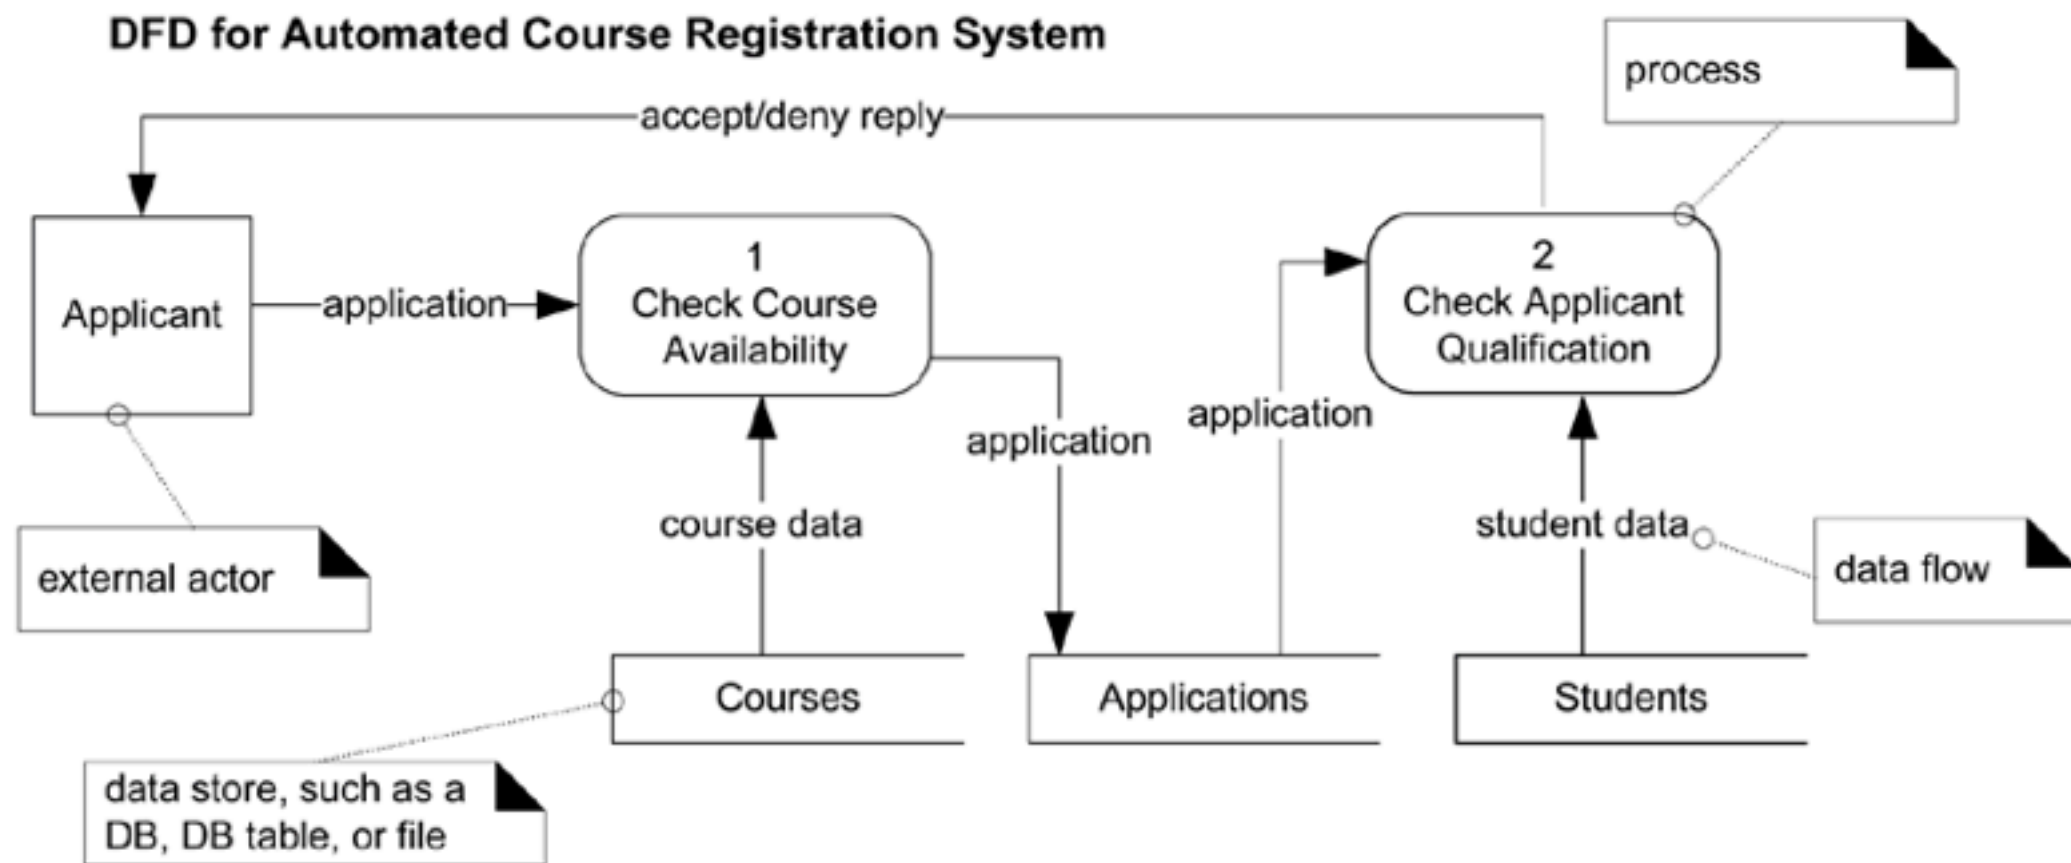 DFD for Automated Course Registration System
process
accept/deny reply
Applicant
application
1
Check Course
Availability
2
Check Applicant
Qualification
application
application
course data
student data
data flow
external actor
Courses
Applications
Students
data store, such as a
DB, DB table, or file